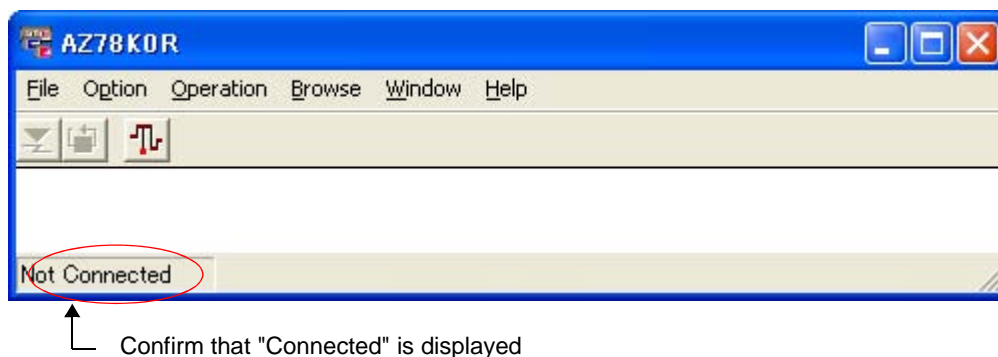 AZ78K0R
File Option Operation Browse Window Help
Not Connected
Confirm that "Connected" is displayed